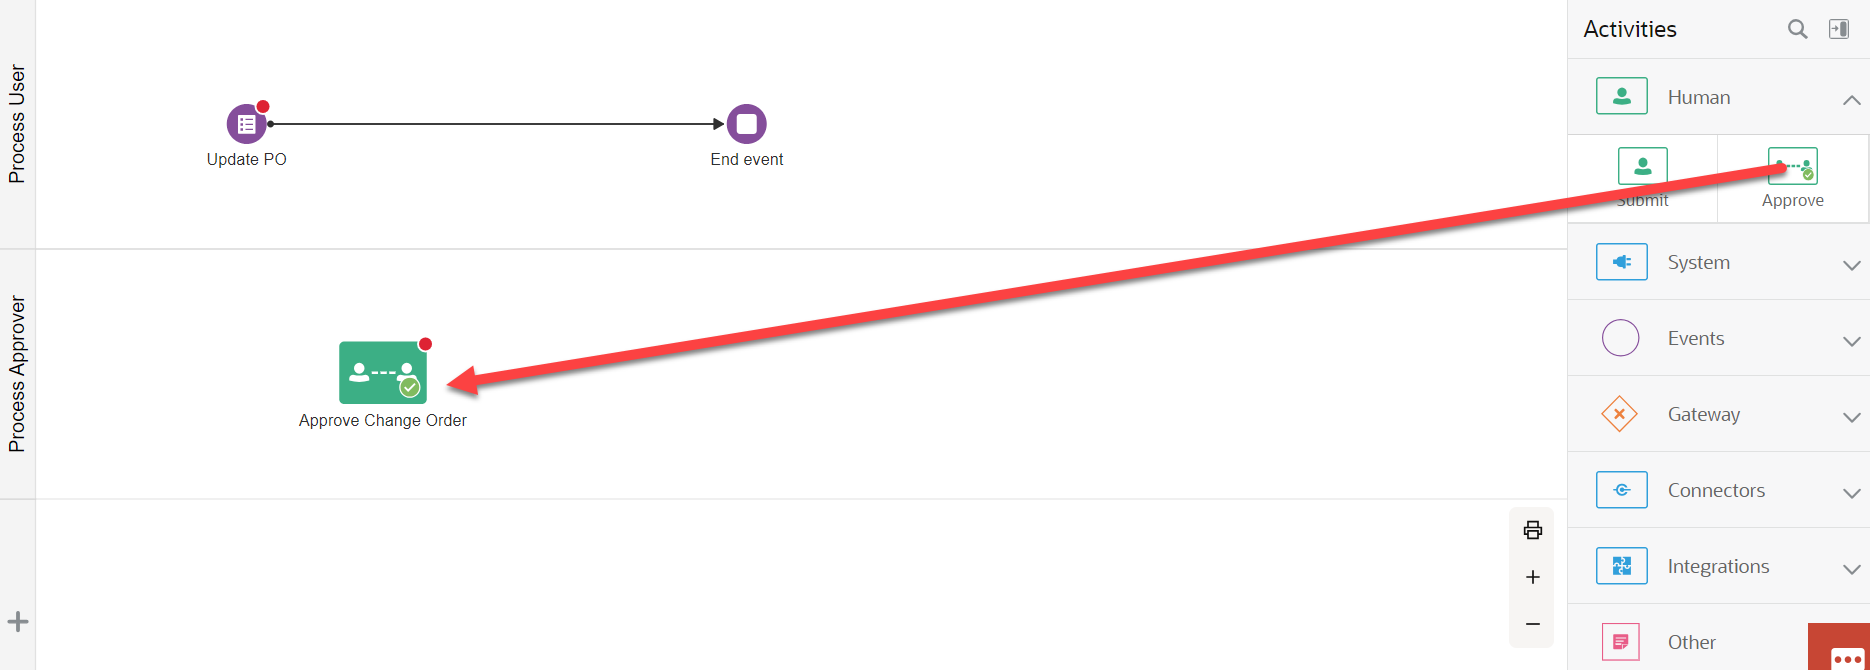 Process User
Update PO
End event
Process Approver
Approve Change Order
Activities
Human
Submit
Approve
System
Events
Gateway
Connectors
Integrations
Other